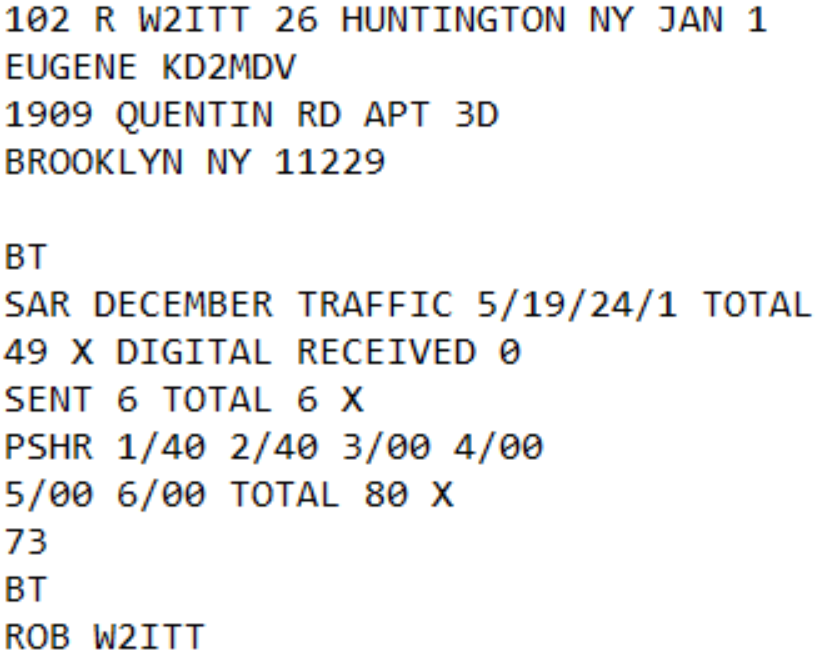 102 R W2ITT 26 HUNTINGTON NY JAN 1
EUGENE KD2MDV
1909 QUENTIN RD APT 3D
BROOKLYN NY 11229
BT
SAR DECEMBER TRAFFIC 5/19/24/1 TOTAL
49 X DIGITAL RECEIVED 0
SENT 6 TOTAL 6 X
PSHR 1/40 2/40 3/00 4/00
5/00 6/00 TOTAL 80 X
73
BT
ROB W2ITT